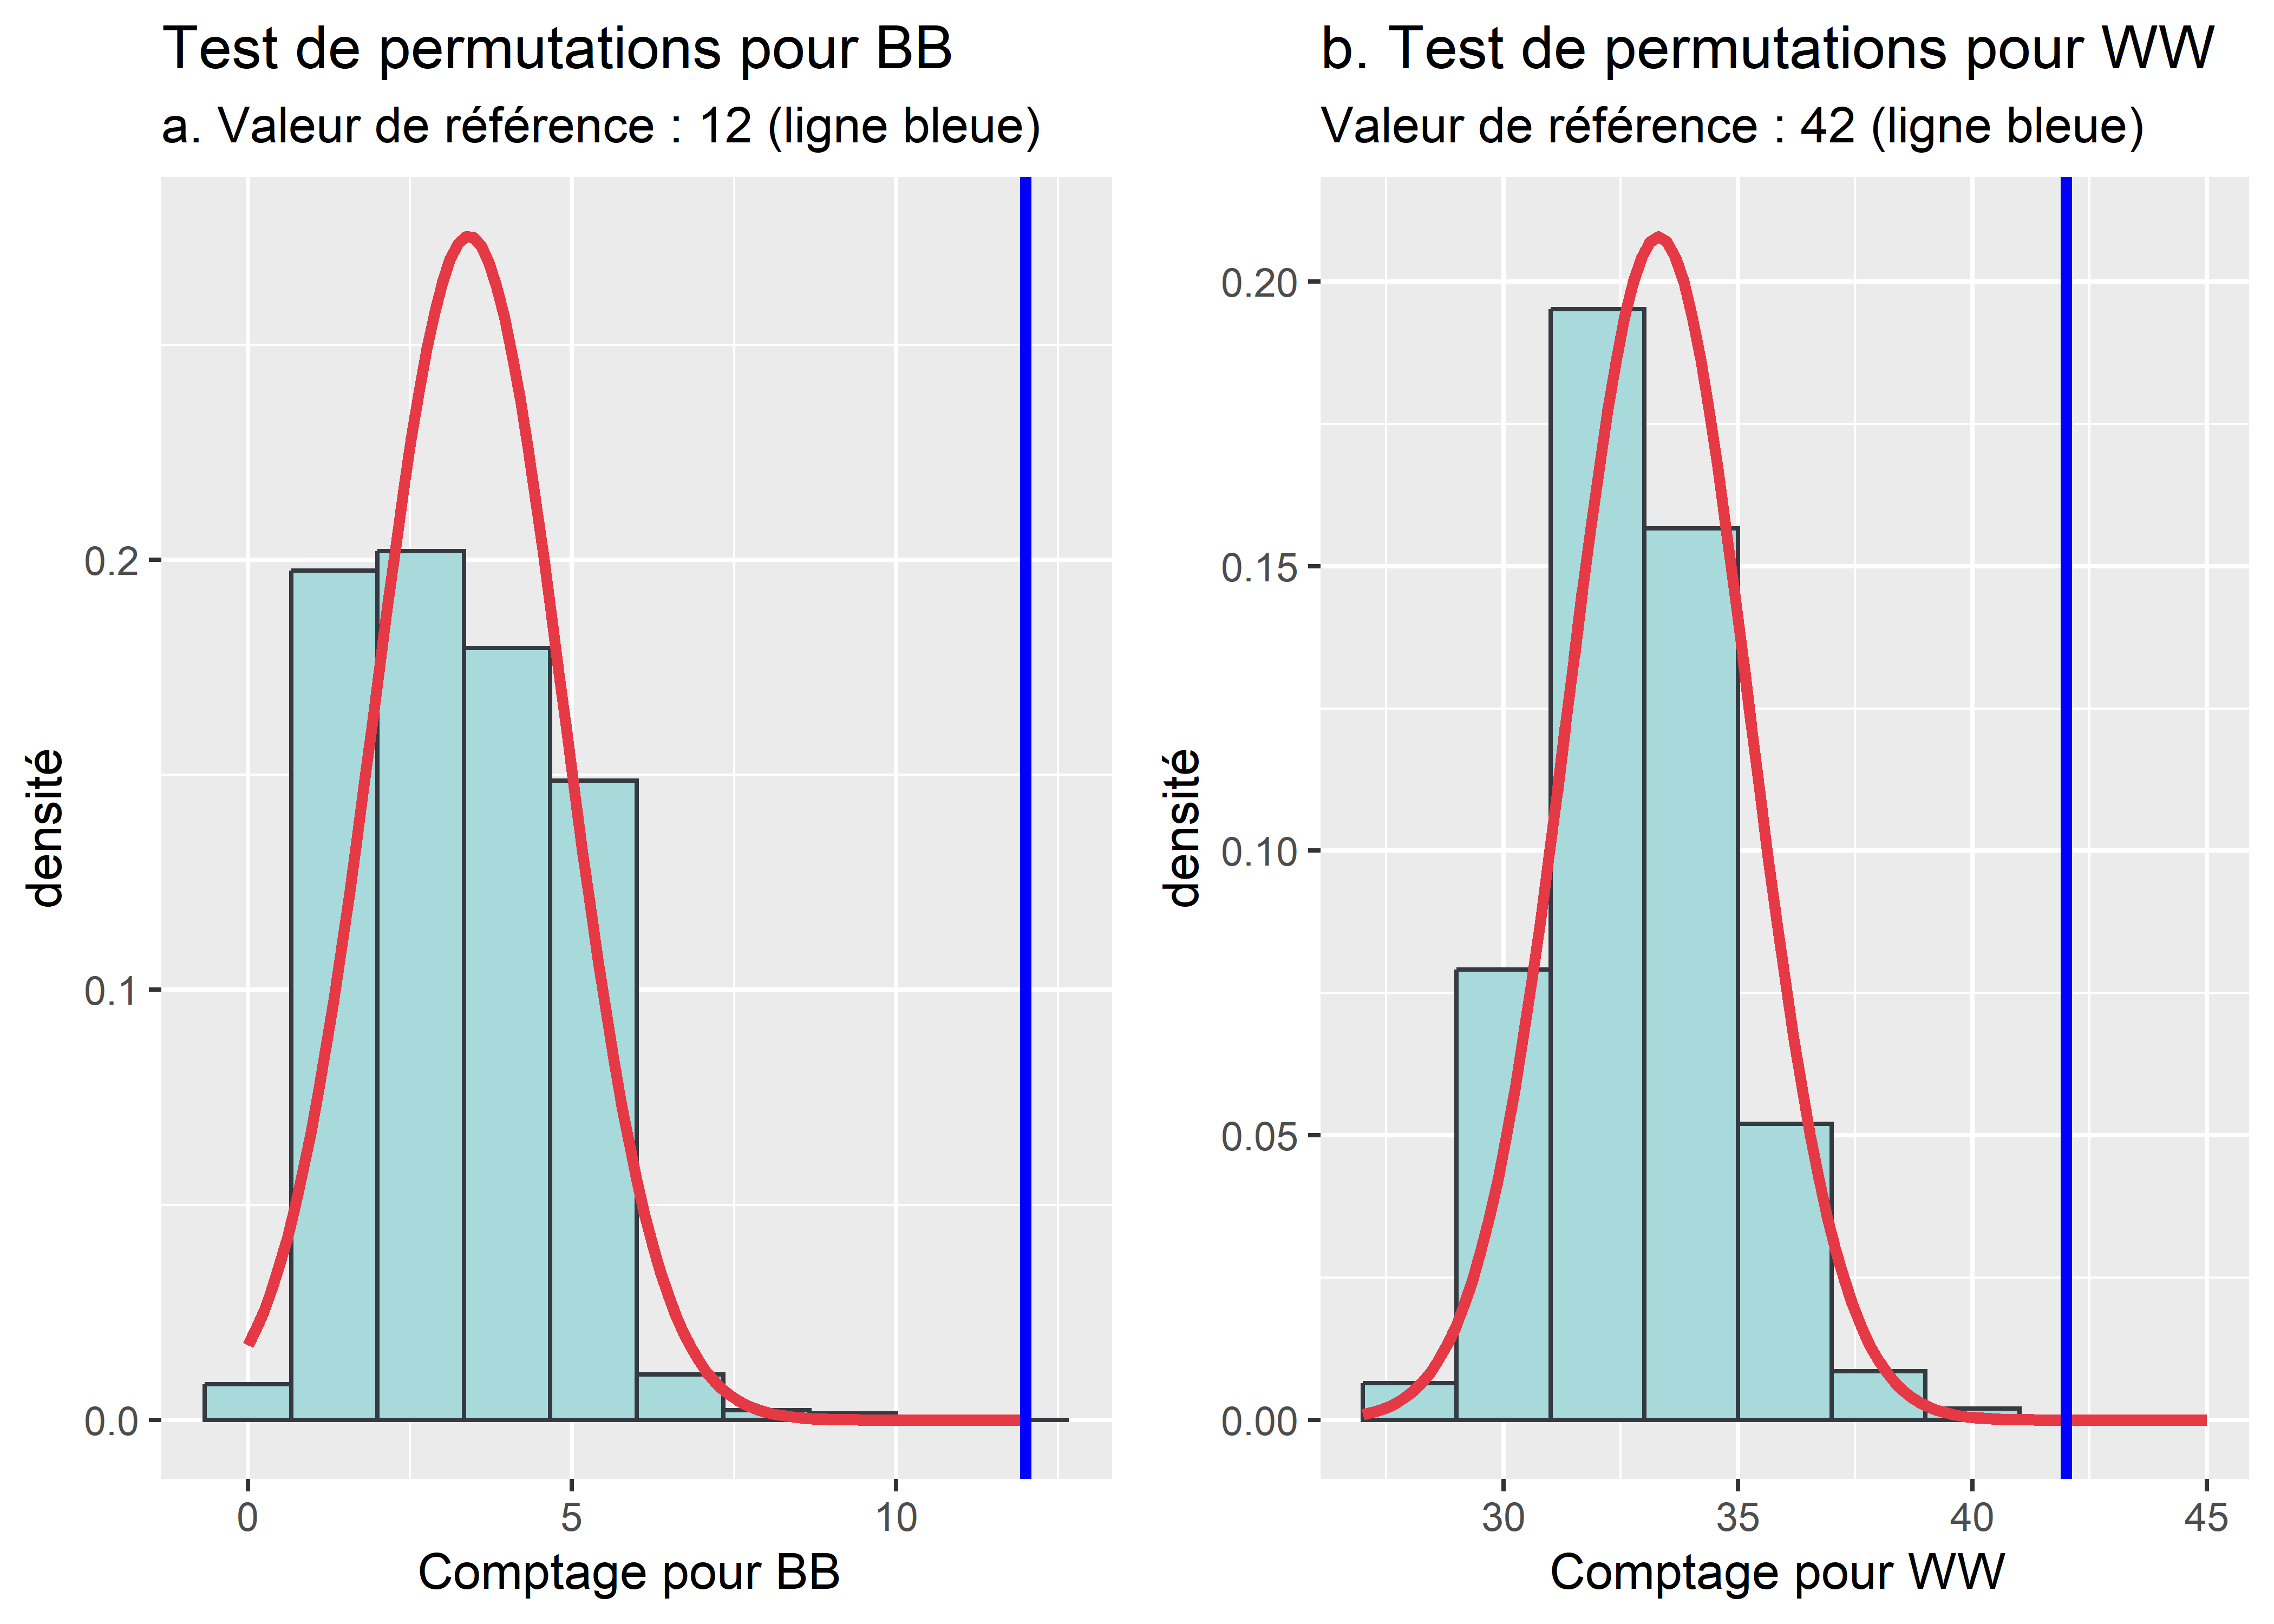 Test de permutations pour BB
a. Valeur de référence : 12 (ligne bleue)
densité
0.2
0.1
0.0
0
5
10
Comptage pour BB
b. Test de permutations pour WW
Valeur de référence : 42 (ligne bleue)
densité
0.20
0.15
0.10
0.05
0.00
30
35
40
45
Comptage pour WW